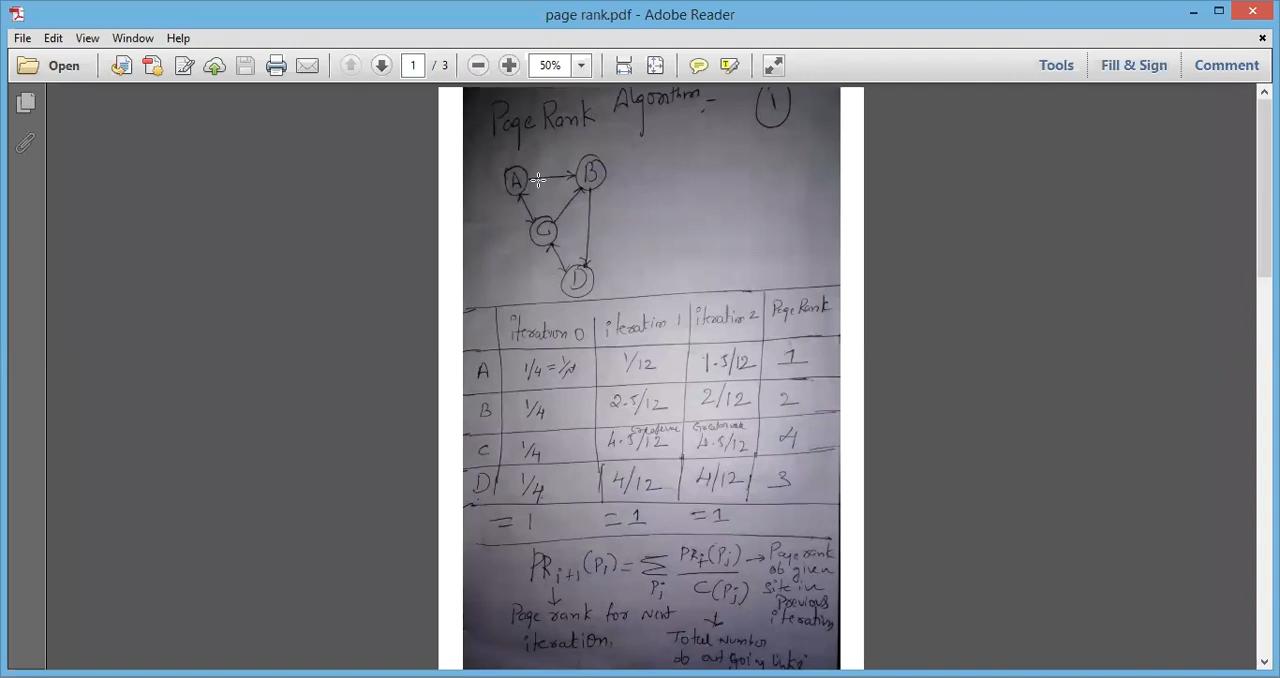 page rank.pdf - Adobe Reader
File Edit View Window Help
Open 1 / 3 50% Tools Fill & Sign Comment
Page Rank Algorithm - 1
A B
C
D
iteration 0 iteration 1 iteration 2 Page Rank
A 1/4 = 1/12 1.5/12 1
B 1/4 2.5/12 2/12 2
C 1/4 4.5/12 4.5/12 4
D 1/4 4/12 4/12 3
= 1 = 1 = 1
PR i+1 (Pi) = Σ Pj PRi(Pj) / C(Pj) → Page rank
ob given
site in
Previous
iteration
Page rank for next
iteration.
Total Number
ob out going links